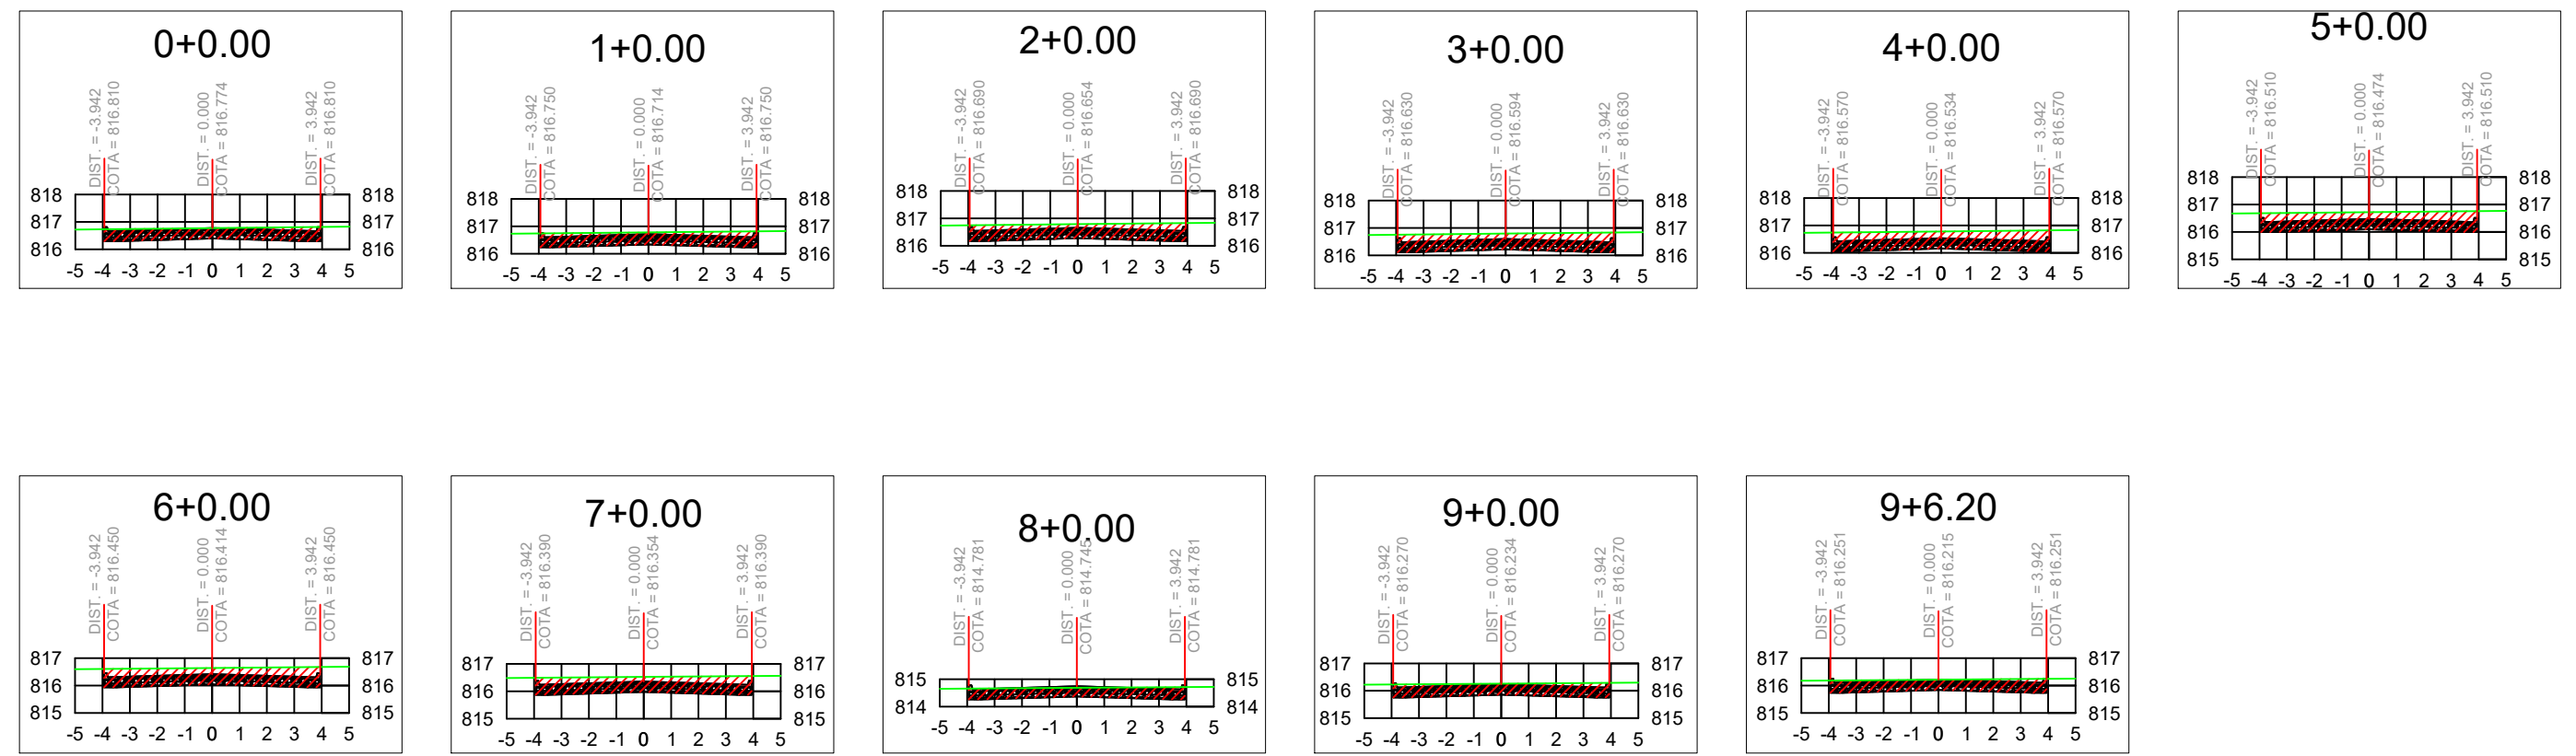 0+0.00
DIST. = -3.942
COTA = 816.810
DIST. = 0.000
COTA = 816.774
DIST. = 3.942
COTA = 816.810
818 818
817 817
816 816
-5 -4 -3 -2 -1 0 1 2 3 4 5
1+0.00
DIST. = -3.942
COTA = 816.750
DIST. = 0.000
COTA = 816.714
DIST. = 3.942
COTA = 816.750
818 818
817 817
816 816
-5 -4 -3 -2 -1 0 1 2 3 4 5
2+0.00
DIST. = -3.942
COTA = 816.690
DIST. = 0.000
COTA = 816.654
DIST. = 3.942
COTA = 816.690
818 818
817 817
816 816
-5 -4 -3 -2 -1 0 1 2 3 4 5
3+0.00
DIST. = -3.942
COTA = 816.630
DIST. = 0.000
COTA = 816.594
DIST. = 3.942
COTA = 816.630
818 818
817 817
816 816
-5 -4 -3 -2 -1 0 1 2 3 4 5
4+0.00
DIST. = -3.942
COTA = 816.570
DIST. = 0.000
COTA = 816.534
DIST. = 3.942
COTA = 816.570
818 818
817 817
816 816
-5 -4 -3 -2 -1 0 1 2 3 4 5
5+0.00
DIST. = -3.942
COTA = 816.510
DIST. = 0.000
COTA = 816.474
DIST. = 3.942
COTA = 816.510
818 818
817 817
816 816
815 815
-5 -4 -3 -2 -1 0 1 2 3 4 5
6+0.00
DIST. = -3.942
COTA = 816.450
DIST. = 0.000
COTA = 816.414
DIST. = 3.942
COTA = 816.450
817 817
816 816
815 815
-5 -4 -3 -2 -1 0 1 2 3 4 5
7+0.00
DIST. = -3.942
COTA = 816.390
DIST. = 0.000
COTA = 816.354
DIST. = 3.942
COTA = 816.390
817 817
816 816
815 815
-5 -4 -3 -2 -1 0 1 2 3 4 5
8+0.00
DIST. = -3.942
COTA = 814.781
DIST. = 0.000
COTA = 814.745
DIST. = 3.942
COTA = 814.781
815 815
814 814
-5 -4 -3 -2 -1 0 1 2 3 4 5
9+0.00
DIST. = -3.942
COTA = 816.270
DIST. = 0.000
COTA = 816.234
DIST. = 3.942
COTA = 816.270
817 817
816 816
815 815
-5 -4 -3 -2 -1 0 1 2 3 4 5
9+6.20
DIST. = -3.942
COTA = 816.251
DIST. = 0.000
COTA = 816.215
DIST. = 3.942
COTA = 816.251
817 817
816 816
815 815
-5 -4 -3 -2 -1 0 1 2 3 4 5